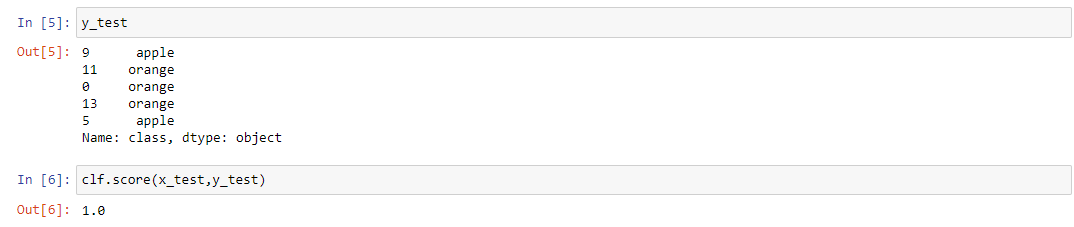 In [5]: y_test
Out[5]: 9      apple
11    orange
0     orange
13    orange
5      apple
Name: class, dtype: object
In [6]: clf.score(x_test,y_test)
Out[6]: 1.0